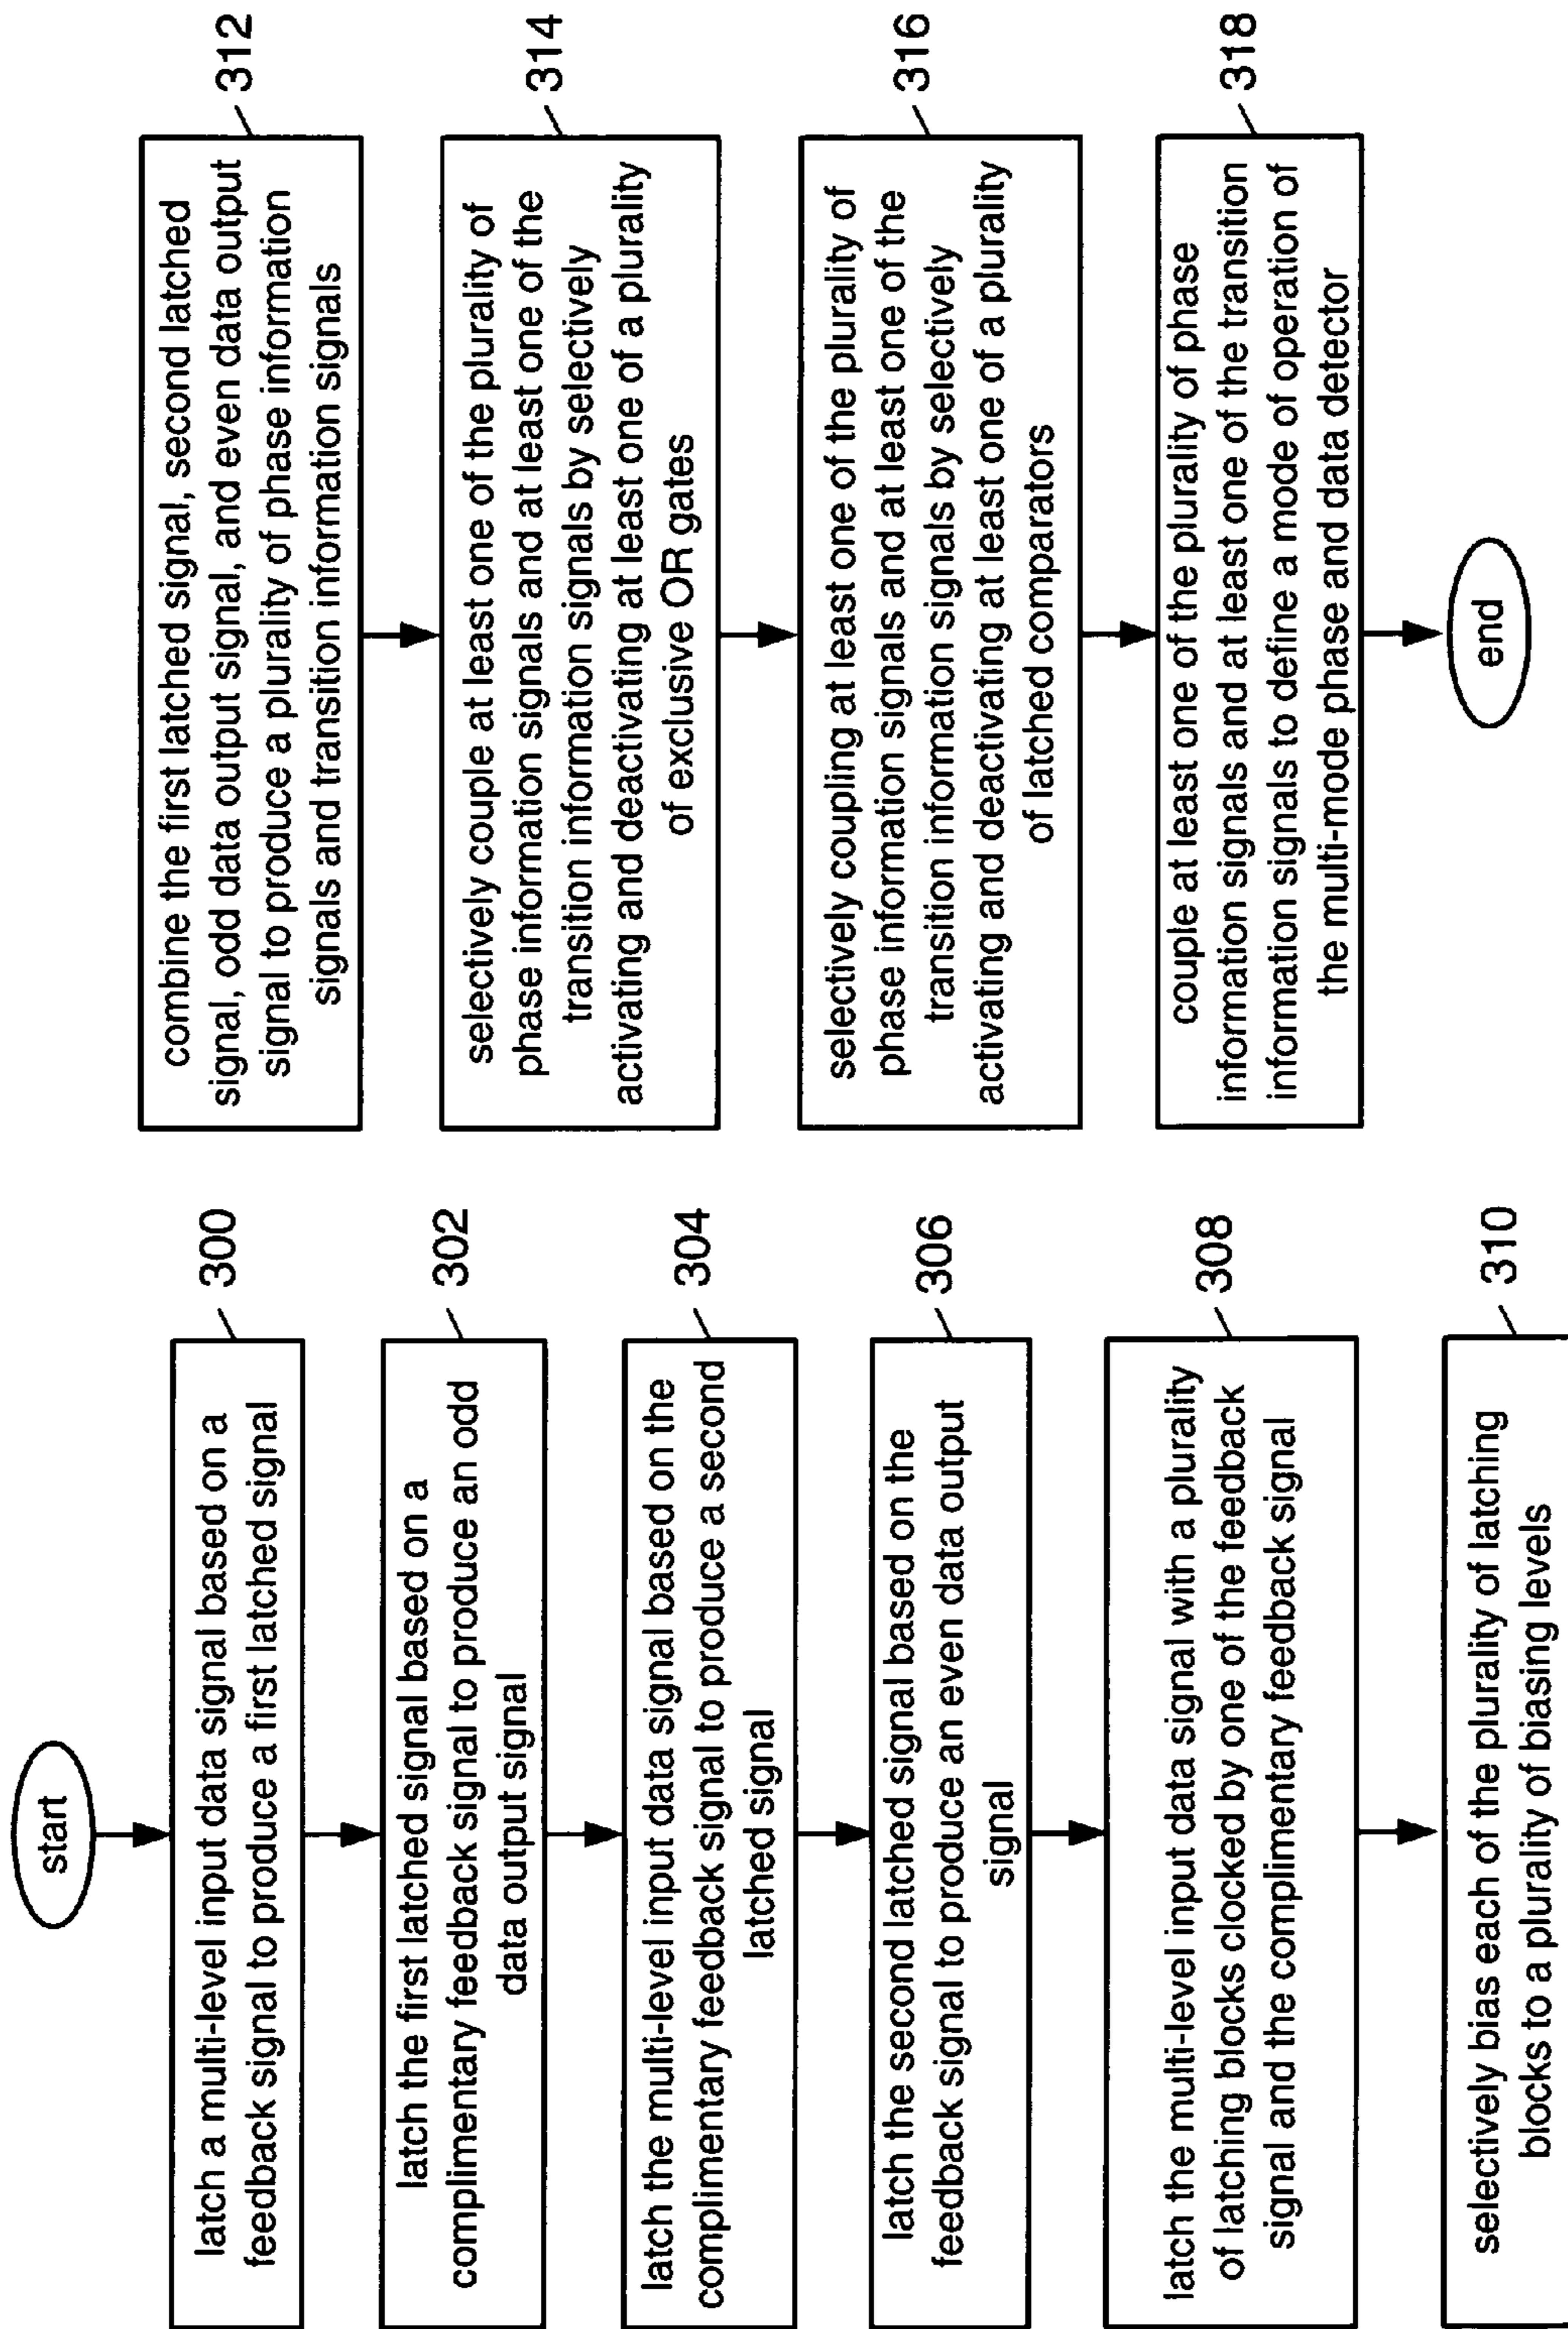 start
latch a multi-level input data signal based on a
feedback signal to produce a first latched signal
300
latch the first latched signal based on a
complimentary feedback signal to produce an odd
data output signal
302
latch the multi-level input data signal based on the
complimentary feedback signal to produce a second
latched signal
304
latch the second latched signal based on the
feedback signal to produce an even data output
signal
306
latch the multi-level input data signal with a plurality
of latching blocks clocked by one of the feedback
signal and the complimentary feedback signal
308
selectively bias each of the plurality of latching
blocks to a plurality of biasing levels
310
combine the first latched signal, second latched
signal, odd data output signal, and even data output
signal to produce a plurality of phase information
signals and transition information signals
312
selectively couple at least one of the plurality of
phase information signals and at least one of the
transition information signals by selectively
activating and deactivating at least one of a plurality
of exclusive OR gates
314
selectively coupling at least one of the plurality of
phase information signals and at least one of the
transition information signals by selectively
activating and deactivating at least one of a plurality
of latched comparators
316
couple at least one of the plurality of phase
information signals and at least one of the transition
information signals to define a mode of operation of
the multi-mode phase and data detector
318
end